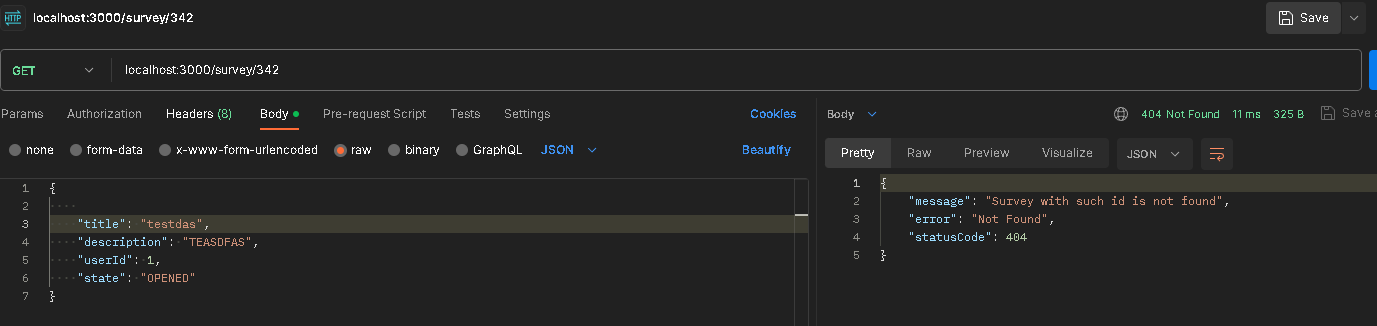 HTTP localhost:3000/survey/342 Save
GET localhost:3000/survey/342
Params Authorization Headers (8) Body Pre-request Script Tests Settings Cookies
none form-data x-www-form-urlencoded raw binary GraphQL JSON Beautify
1 {
2
3 "title": "testdas",
4 "description": "TEASDFAS",
5 "userId": 1,
6 "state": "OPENED"
7 }
Body 404 Not Found 11 ms 325 B Save a
Pretty Raw Preview Visualize JSON
1 {
2 "message": "Survey with such id is not found",
3 "error": "Not Found",
4 "statusCode": 404
5 }